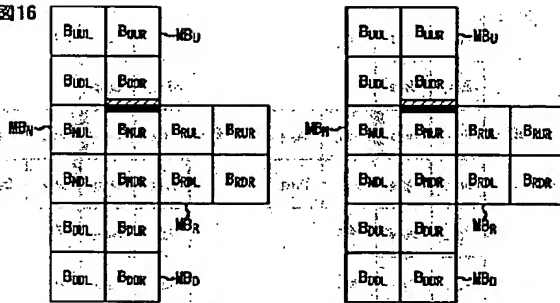 図16
BUUL BUUR MBU
BUDL BUDR
MBN BNUL BNUR BRUL BRUR
BNDL BNDR BRDL BRDR
MBR
BDUL BDUR
BDDL BDDR MBD
BUUL BUUR MBU
BUDL BUDR
MBN BNUL BNUR BRUL BRUR
BNDL BNDR BRDL BRDR
MBR
BDUL BDUR
BDDL BDDR MBD